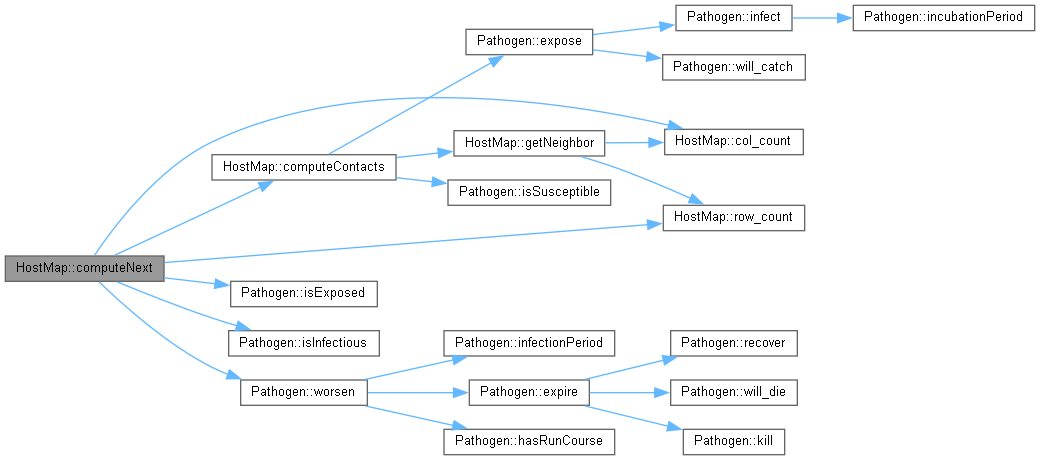 Pathogen::infect
Pathogen::incubationPeriod
Pathogen::expose
Pathogen::will_catch
HostMap::getNeighbor
HostMap::col_count
HostMap::computeContacts
Pathogen::isSusceptible
HostMap::row_count
HostMap::computeNext
Pathogen::isExposed
Pathogen::isInfectious
Pathogen::infectionPeriod
Pathogen::recover
Pathogen::worsen
Pathogen::expire
Pathogen::will_die
Pathogen::hasRunCourse
Pathogen::kill